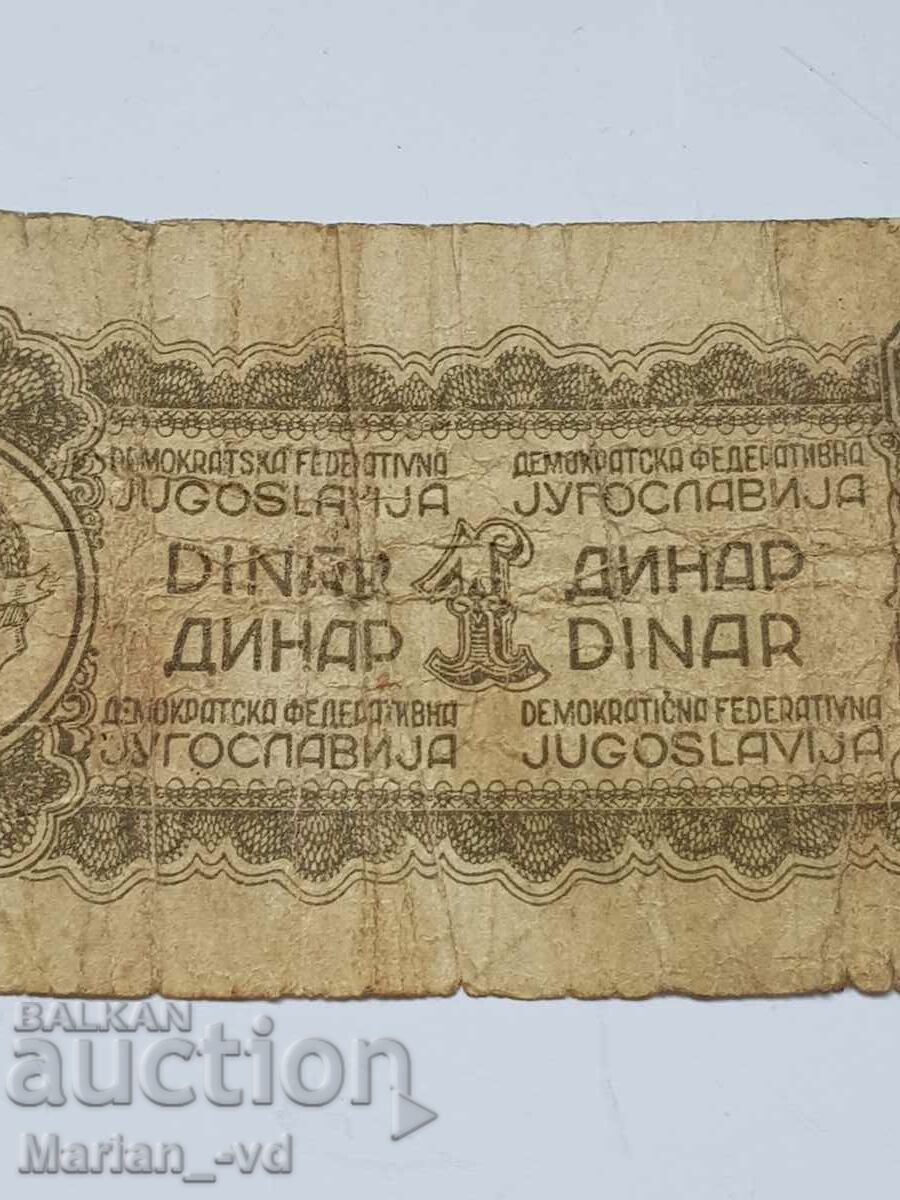 DEMOKRATSKA FEDERATIVNA
JUGOSLAVIJA
ДЕМОКРАТСКА ФЕДЕРАТИВНА
ЈУГОСЛАВИЈА
DINAR
ДИНАР
1
ДИНАР
DINAR
ДЕМОКРАТСКА ФЕДЕРАТИВНА
ЈУГОСЛАВИЈА
DEMOKRATIČNA FEDERATIVNA
JUGOSLAVIJA
BALKAN
auction
Marian_-vd